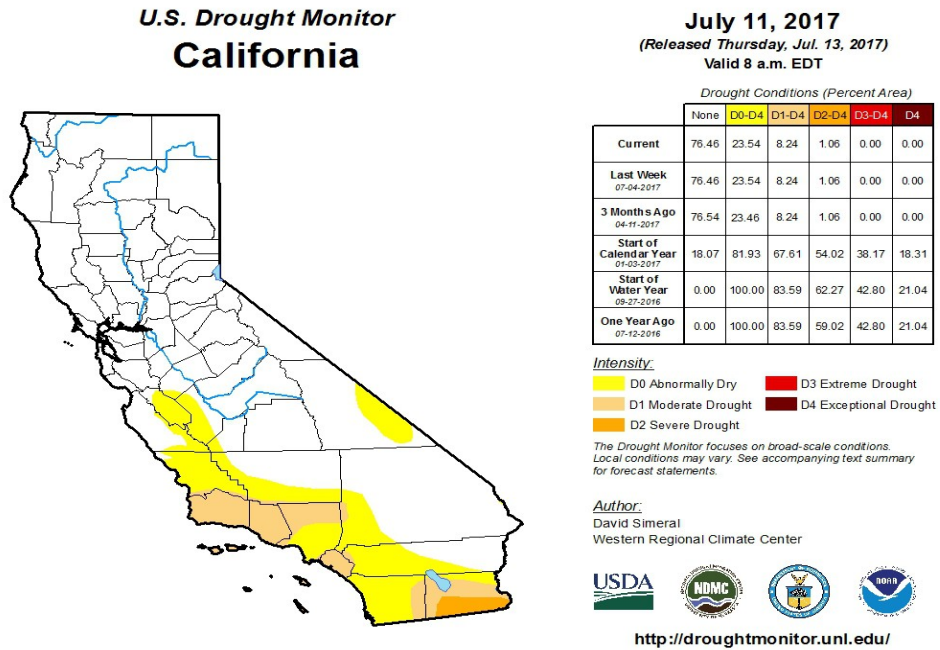 U.S. Drought Monitor
California
July 11, 2017
(Released Thursday, Jul. 13, 2017)
Valid 8 a.m. EDT
Drought Conditions (Percent Area)
None D0-D4 D1-D4 D2-D4 D3-D4 D4
Current 76.46 23.54 8.24 1.06 0.00 0.00
Last Week
07-04-2017 76.46 23.54 8.24 1.06 0.00 0.00
3 Months Ago
04-11-2017 76.54 23.46 8.24 1.06 0.00 0.00
Start of
Calendar Year
01-03-2017 18.07 81.93 67.61 54.02 38.17 18.31
Start of
Water Year
09-27-2016 0.00 100.00 83.59 62.27 42.80 21.04
One Year Ago
07-12-2016 0.00 100.00 83.59 59.02 42.80 21.04
Intensity:
D0 Abnormally Dry
D1 Moderate Drought
D2 Severe Drought
D3 Extreme Drought
D4 Exceptional Drought
The Drought Monitor focuses on broad-scale conditions.
Local conditions may vary. See accompanying text summary
for forecast statements.
Author:
David Simeral
Western Regional Climate Center
USDA
NDMC
NOAA
http://droughtmonitor.unl.edu/